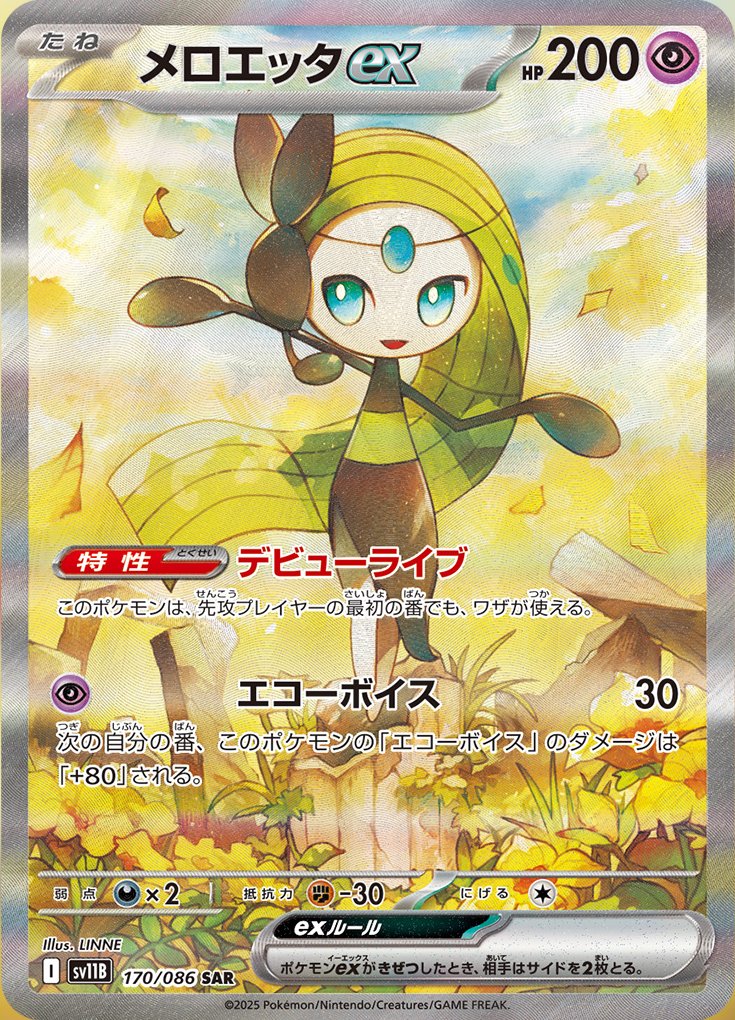 たね
メロエッタex
HP 200
特性 とくせい デビューライブ
このポケモンは、先攻プレイヤーの最初の番でも、ワザが使える。
エコーボイス 30
次の自分の番、このポケモンの「エコーボイス」のダメージは
「+80」される。
弱点 ×2 抵抗力 -30 にげる
exルール
ポケモンexがきぜつしたとき、相手はサイドを2枚とる。
Illus. LINNE
I sv11B 170/086 SAR
©2025 Pokémon/Nintendo/Creatures/GAME FREAK.